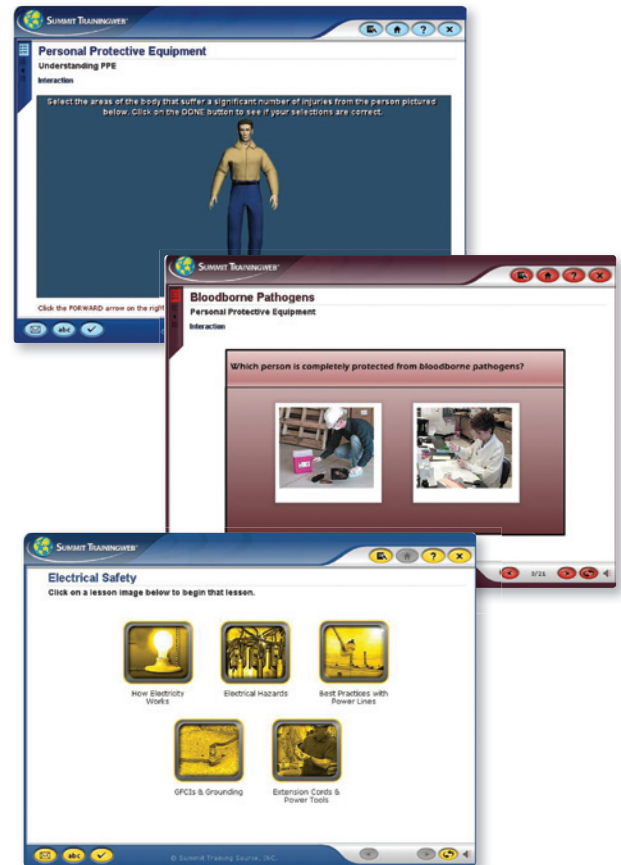 SUMMIT TRAININGWEB
Personal Protective Equipment
Understanding PPE
Interaction
Select the areas of the body that suffer a significant number of injuries from the person pictured
below. Click on the DONE button to see if your selections are correct.
Click the FORWARD arrow on the right
abc
SUMMIT TRAININGWEB
Bloodborne Pathogens
Personal Protective Equipment
Interaction
Which person is completely protected from bloodborne pathogens?
3/21
SUMMIT TRAININGWEB
Electrical Safety
Click on a lesson image below to begin that lesson.
How Electricity
Works
Electrical Hazards
Best Practices with
Power Lines
GFCIs & Grounding
Extension Cords &
Power Tools
abc
© Summit Training Source, INC.